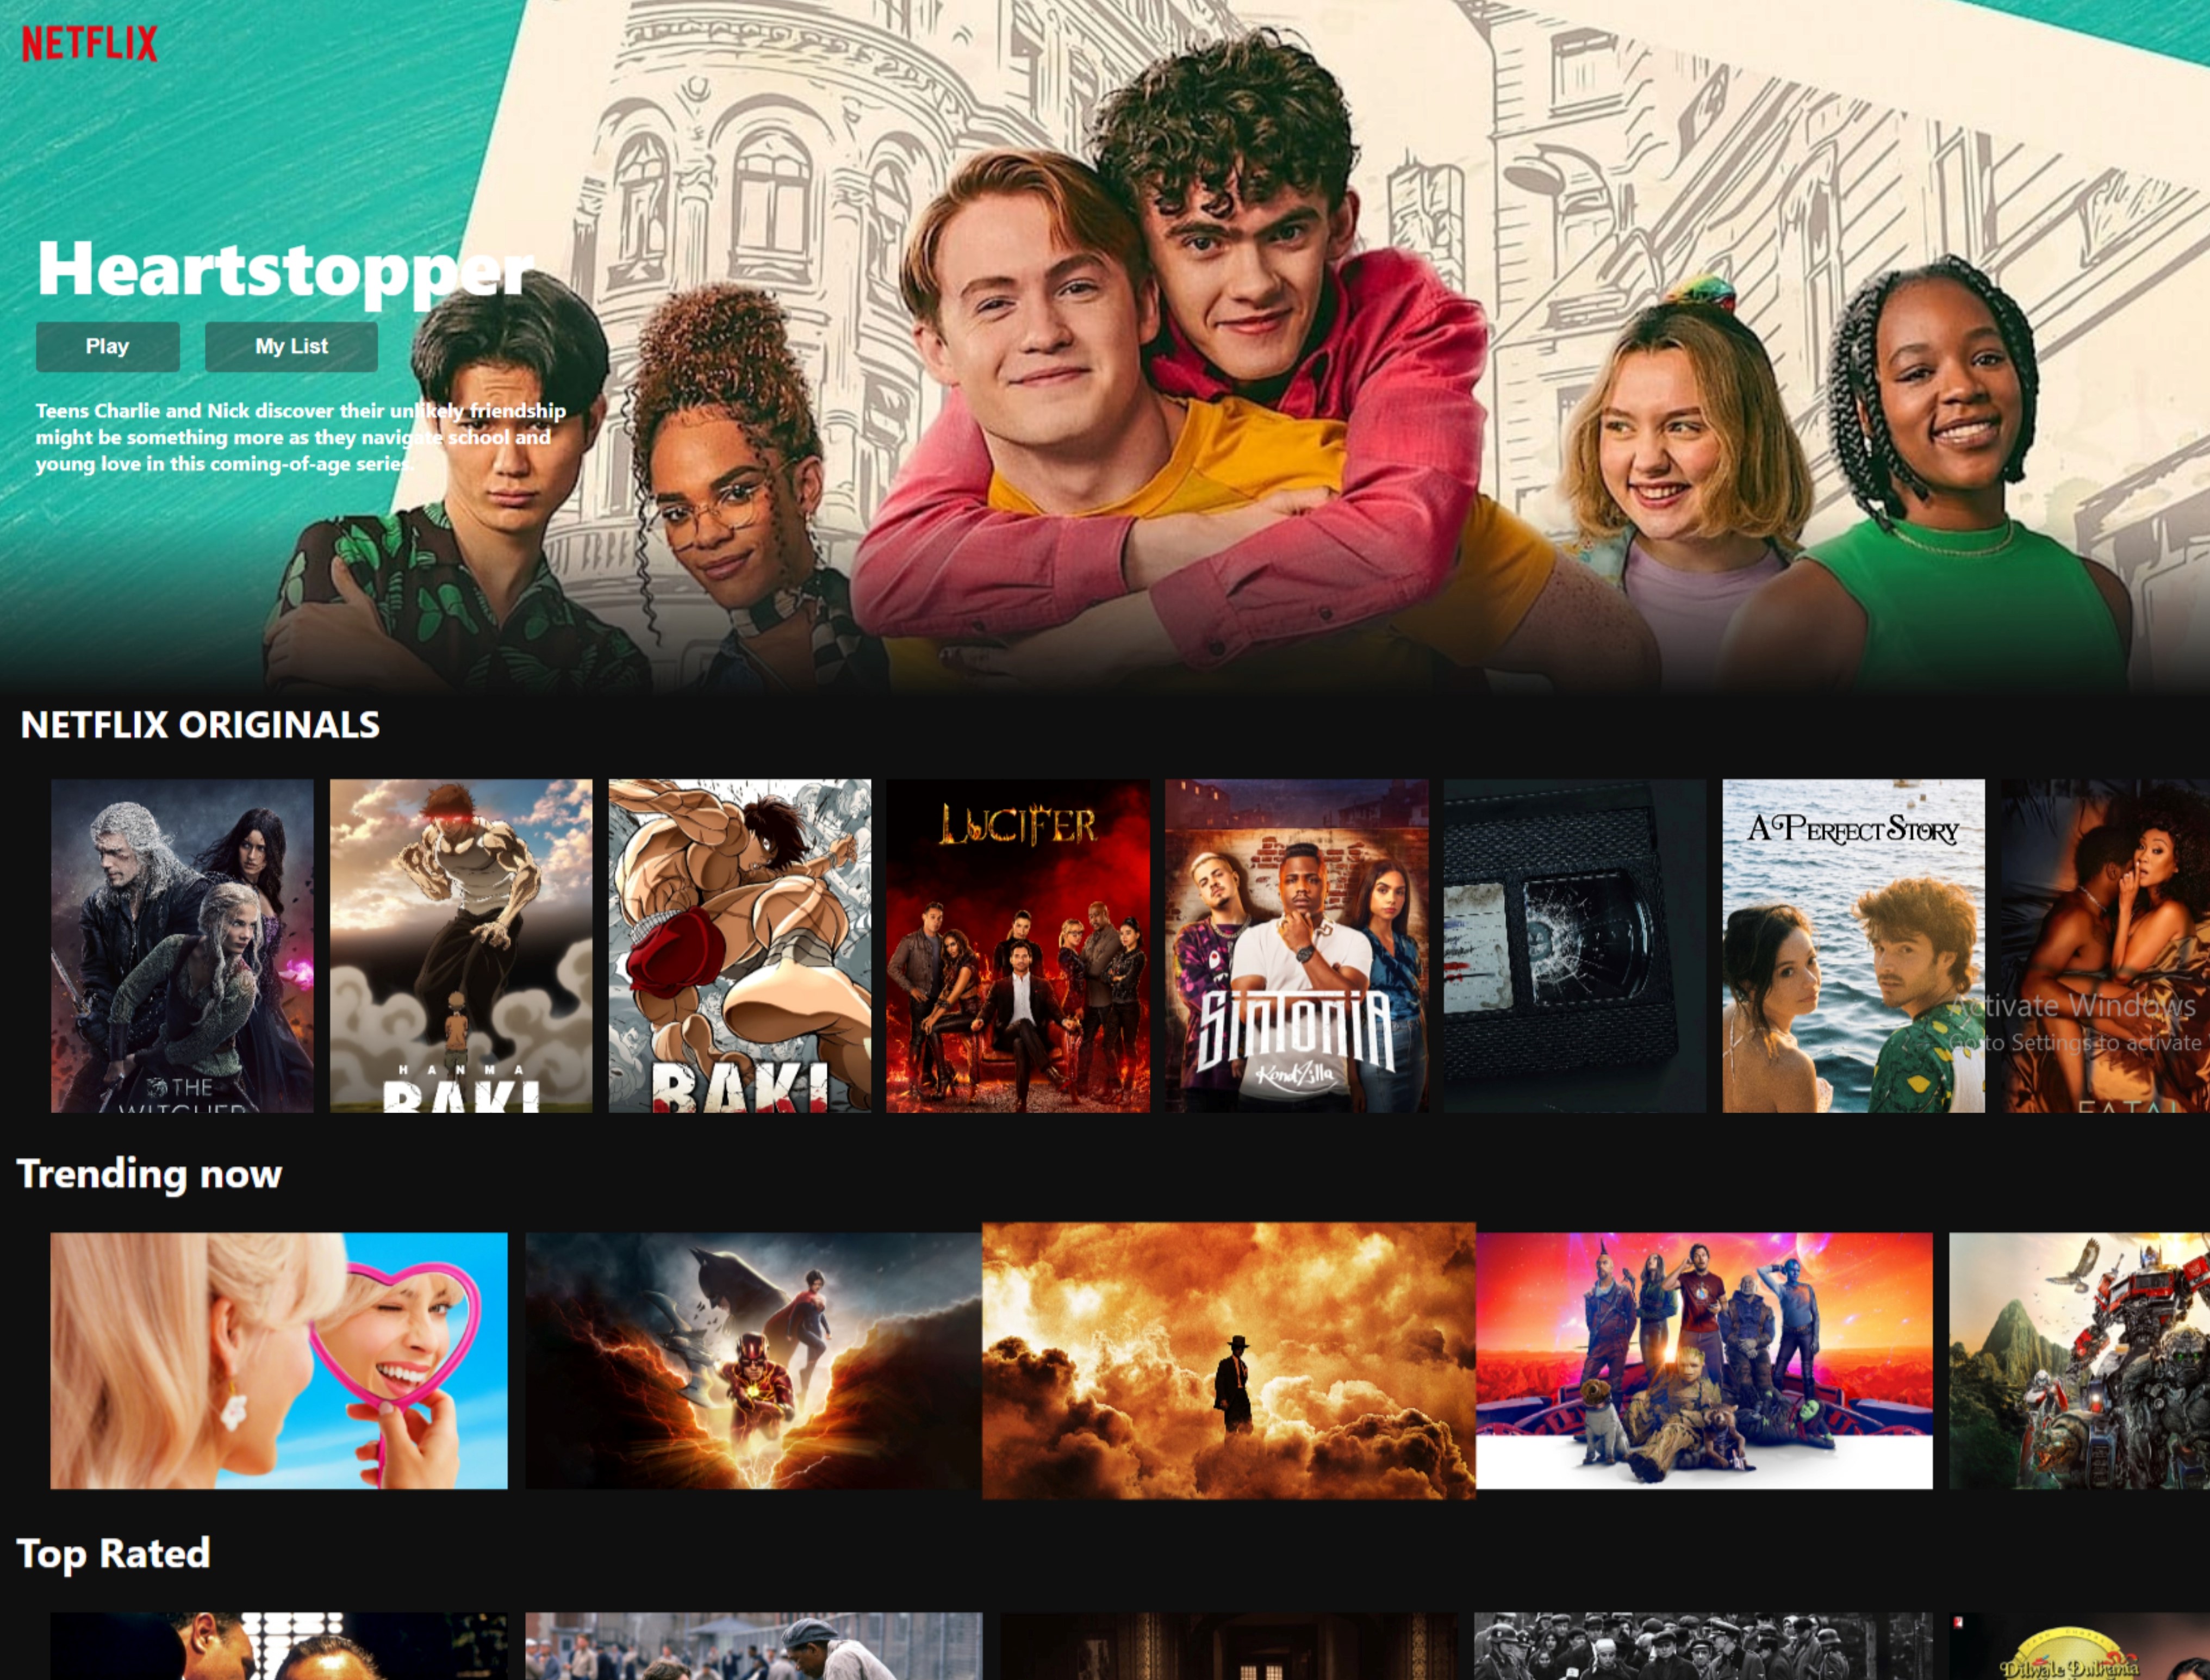 NETFLIX
Heartstopper
Play
My List
Teens Charlie and Nick discover their unlikely friendship
might be something more as they navigate school and
young love in this coming-of-age series.
NETFLIX ORIGINALS
LUCIFER
A PERFECT STORY
SINTONIA
KondZilla
Activate Windows
Go to Settings to activate
HANMA
BAKI
BAKI
THE
WITCHER
FATAL
Trending now
Top Rated
Dilwale Dulhania